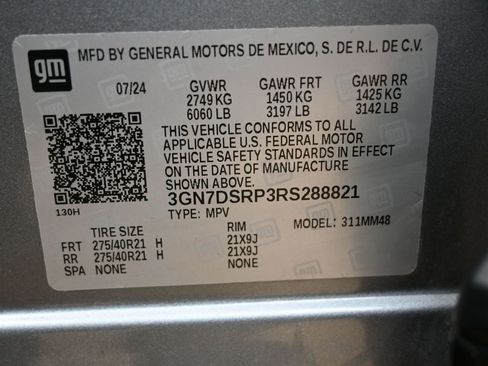 gm
MFD BY GENERAL MOTORS DE MEXICO, S. DE R.L. DE C.V.
07/24 GVWR GAWR FRT GAWR RR
2749 KG 1450 KG 1425 KG
6060 LB 3197 LB 3142 LB
THIS VEHICLE CONFORMS TO ALL
APPLICABLE U.S. FEDERAL MOTOR
VEHICLE SAFETY STANDARDS IN EFFECT
ON THE DATE OF MANUFACTURE
SHOWN ABOVE.
3GN7DSRP3RS288821
130H
TYPE: MPV MODEL: 311MM48
TIRE SIZE RIM
FRT 275/40R21 H 21X9J
RR 275/40R21 H 21X9J
SPA NONE NONE